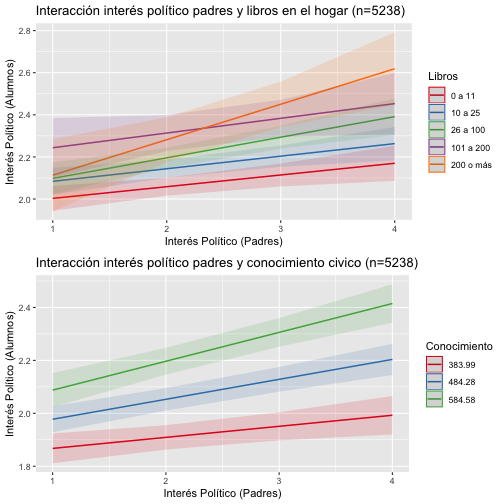 Interacción interés político padres y libros en el hogar (n=5238)
2.8
2.6
2.4
2.2
2.0
Interés Político (Alumnos)
1
2
3
4
Interés Político (Padres)
Libros
0 a 11
10 a 25
26 a 100
101 a 200
200 o más
Interacción interés político padres y conocimiento civico (n=5238)
2.4
2.2
2.0
1.8
Interés Político (Alumnos)
1
2
3
4
Interés Político (Padres)
Conocimiento
383.99
484.28
584.58